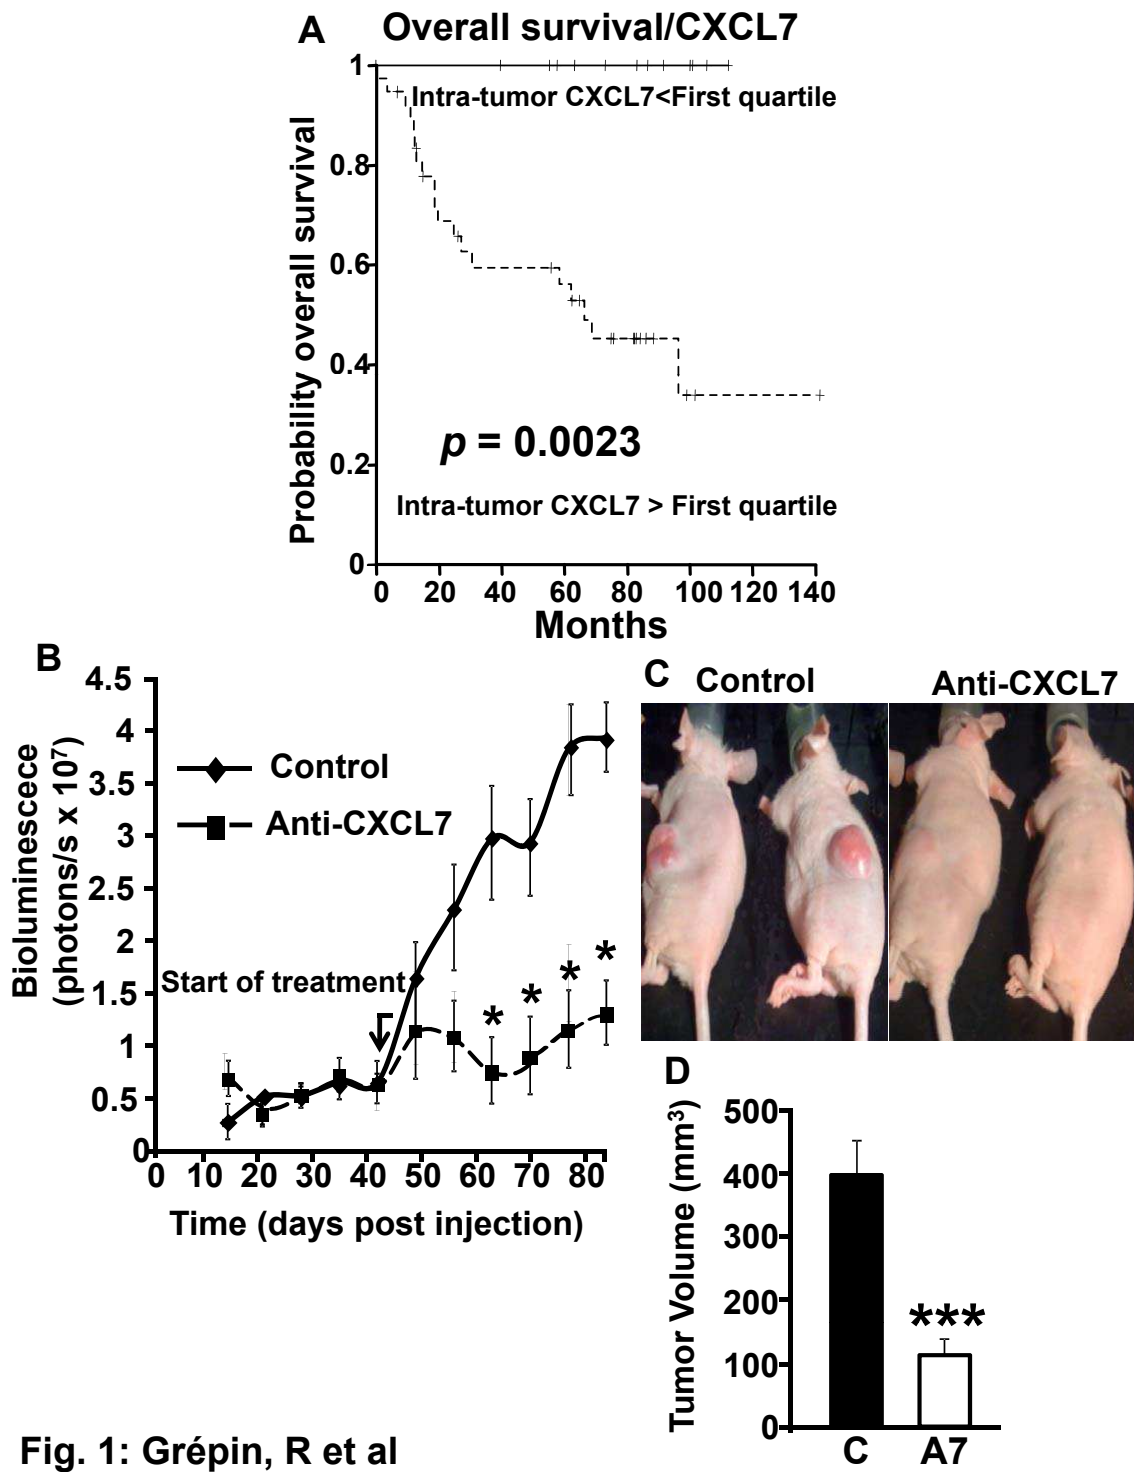 A Overall survival/CXCL7
1
Intra-tumor CXCL7<First quartile
0.8
0.6
0.4
0.2
0
Probability overall survival
p = 0.0023
Intra-tumor CXCL7 > First quartile
0 20 40 60 80 100 120 140
Months
B
4.5
4
3.5
3
2.5
2
1.5
1
0.5
0
Bioluminescece
(photons/s x 10⁷)
Control
Anti-CXCL7
Start of treatment
*
*
*
*
0 10 20 30 40 50 60 70 80
Time (days post injection)
C Control Anti-CXCL7
D
500
400
300
200
100
0
Tumor Volume (mm³)
***
C A7
Fig. 1: Grépin, R et al